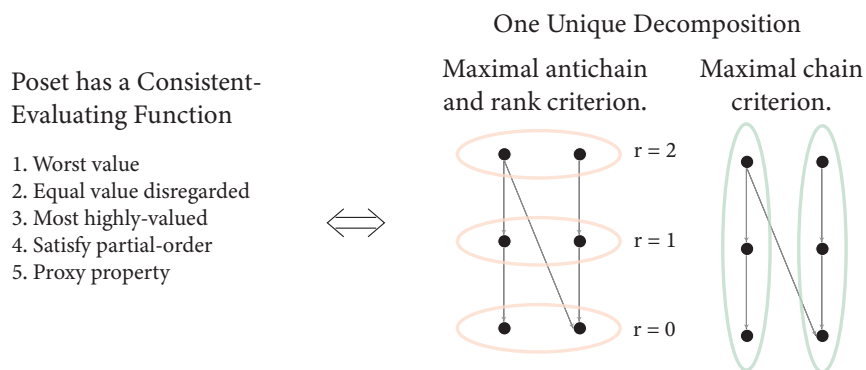 One Unique Decomposition
Poset has a Consistent-
Evaluating Function
1. Worst value
2. Equal value disregarded
3. Most highly-valued
4. Satisfy partial-order
5. Proxy property
Maximal antichain
and rank criterion.
r = 2
r = 1
r = 0
Maximal chain
criterion.